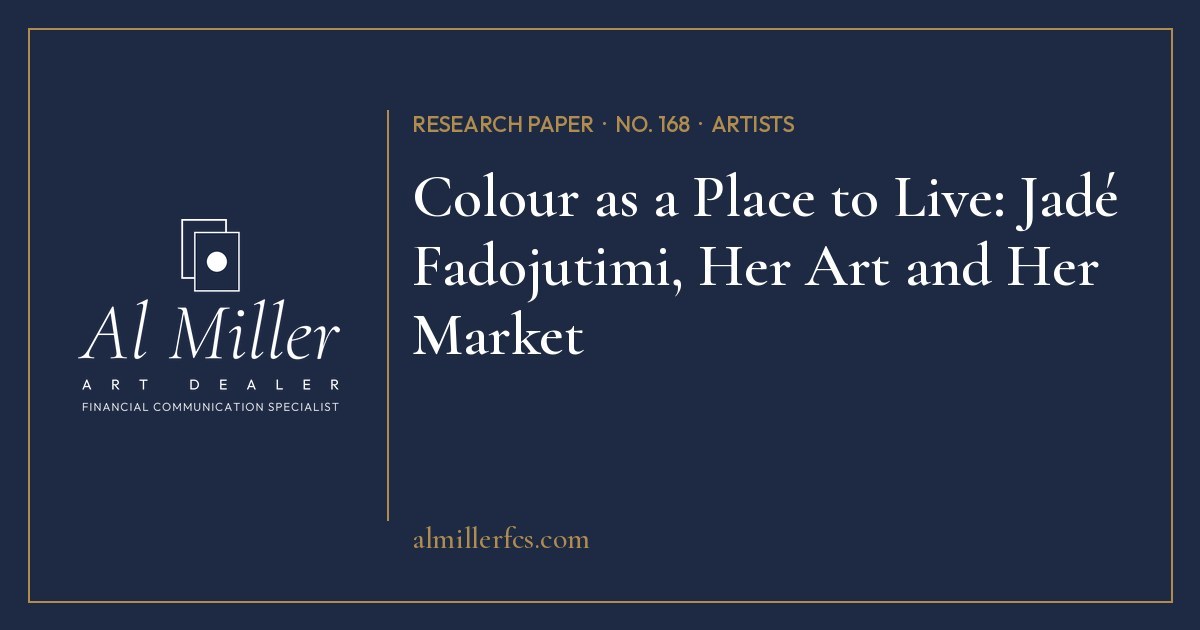 Al Miller
ART DEALER
FINANCIAL COMMUNICATION SPECIALIST
RESEARCH PAPER · NO. 168 · ARTISTS
Colour as a Place to Live: Jadé
Fadojutimi, Her Art and Her
Market
almillerfcs.com